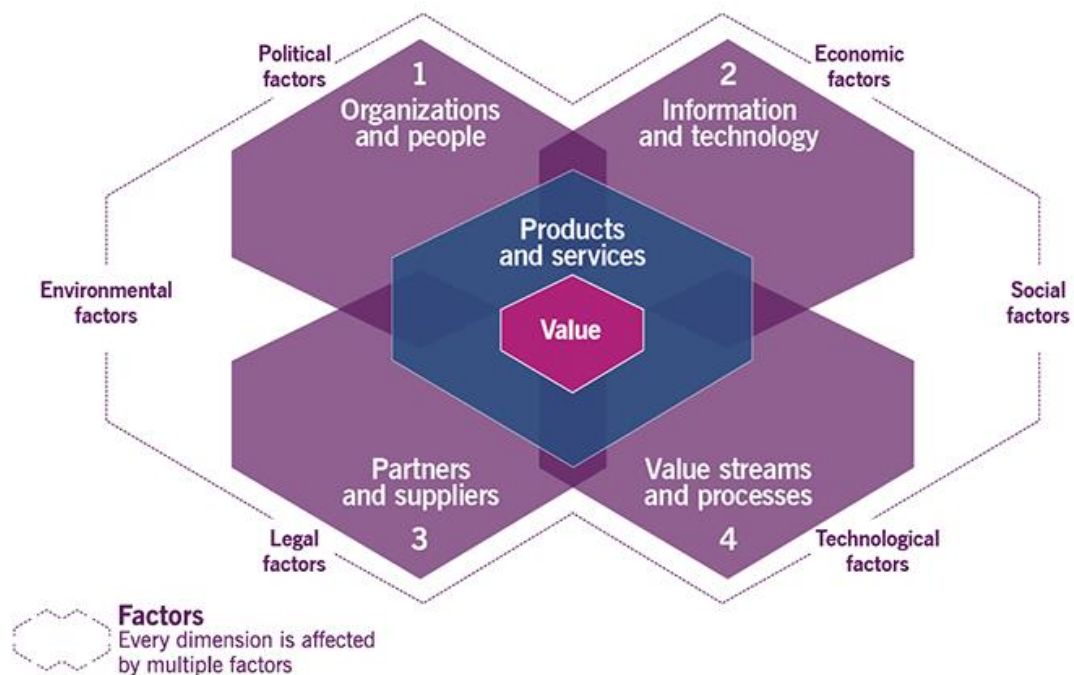 Political
factors
1
Organizations
and people
2
Information
and technology
Economic
factors
Products
and services
Environmental
factors
Value
Social
factors
Partners
and suppliers
3
Value streams
and processes
4
Legal
factors
Technological
factors
Factors
Every dimension is affected
by multiple factors